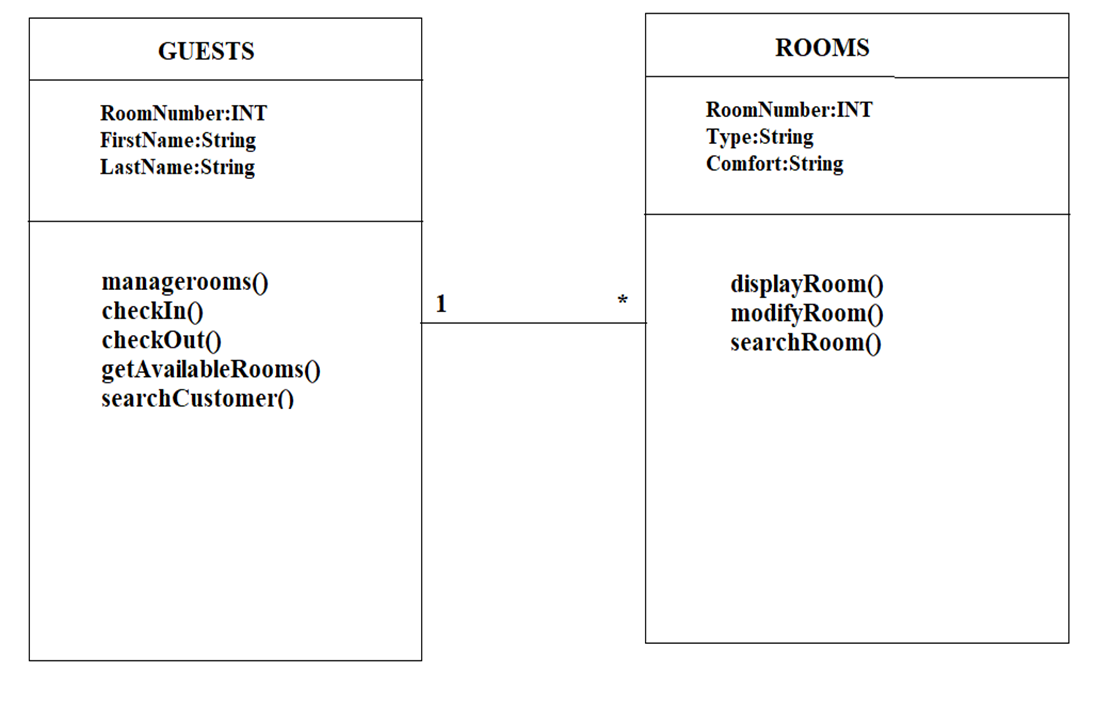 GUESTS
RoomNumber:INT
FirstName:String
LastName:String
managerooms()
checkIn()
checkOut()
getAvailableRooms()
searchCustomer()
1
*
ROOMS
RoomNumber:INT
Type:String
Comfort:String
displayRoom()
modifyRoom()
searchRoom()